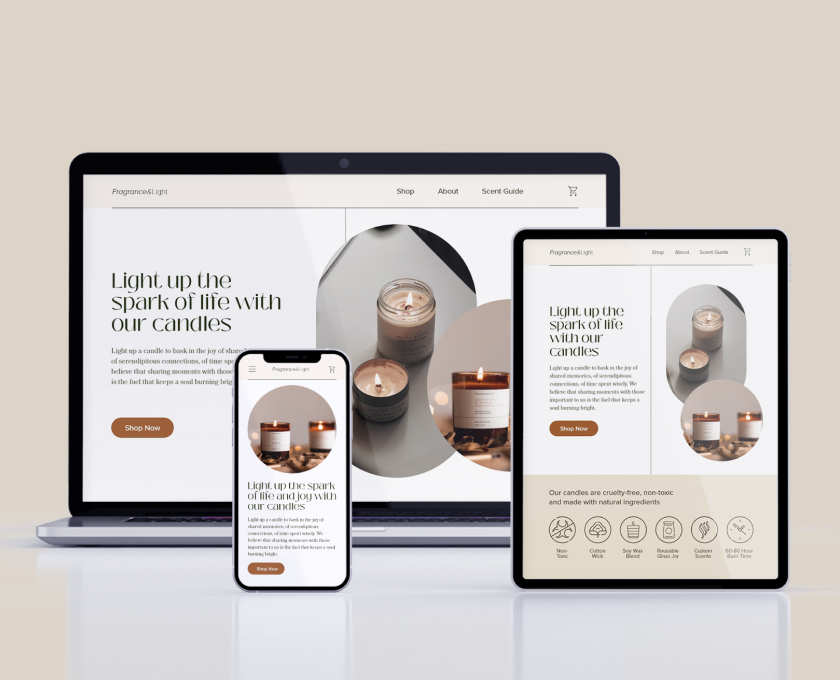 Fragrance&Light
Shop About Scent Guide
Light up the
spark of life with
our candles
Light up a candle to bask in the joy of shared
of serendipitous connections, of time spe
believe that sharing moments with those
is the fuel that keeps a soul burning brig
Shop Now
Fragrance&Light
Light up the spark
of life and joy with
our candles
Light up a candle to bask in the joy of
shared memories, of serendipitous
connections, of time spent wisely. We
believe that sharing moments with those
important to us is the fuel that keeps a soul
burning bright.
Shop Now
Fragrance&Light
Shop About Scent Guide
Light up the
spark of life
with our
candles
Light up a candle to bask in the joy of
shared memories, of serendipitous
connections, of time spent wisely. We
believe that sharing moments with those
important to us is the fuel that keeps a
soul burning bright.
Shop Now
Our candles are cruelty-free, non-toxic
and made with natural ingredients
Non-
Toxic
Cotton
Wick
Soy Wax
Blend
Reusable
Glass Jar
Custom
Scents
60-80 Hour
Burn Time